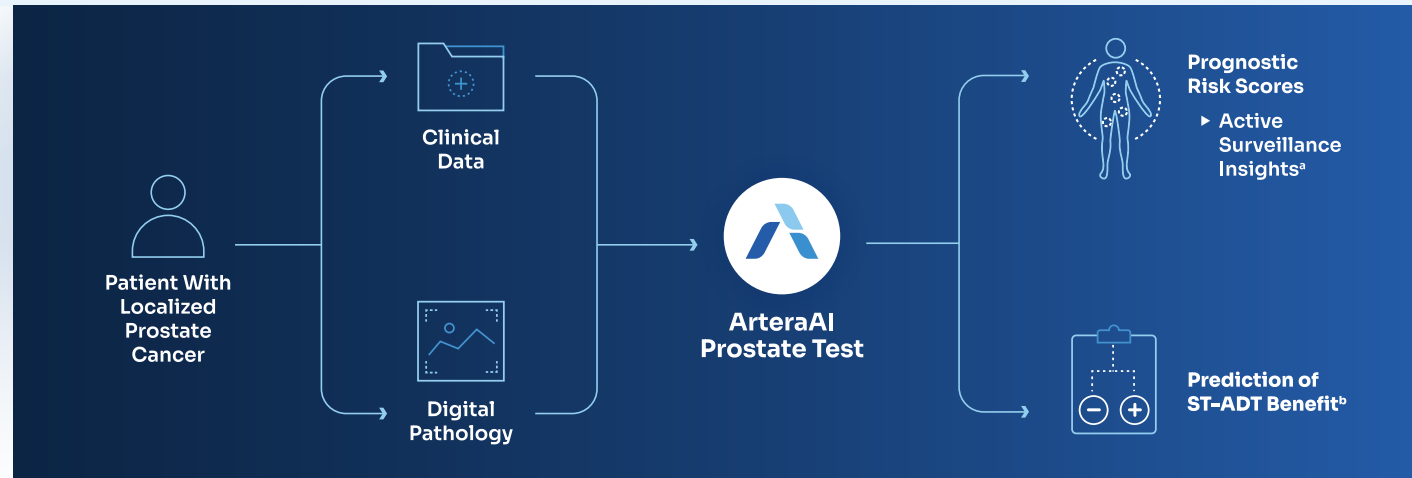 Patient With
Localized
Prostate
Cancer
Clinical
Data
Digital
Pathology
ArteraAI
Prostate Test
Prognostic
Risk Scores
▶ Active
Surveillance
Insightsᵃ
Prediction of
ST-ADT Benefitᵇ